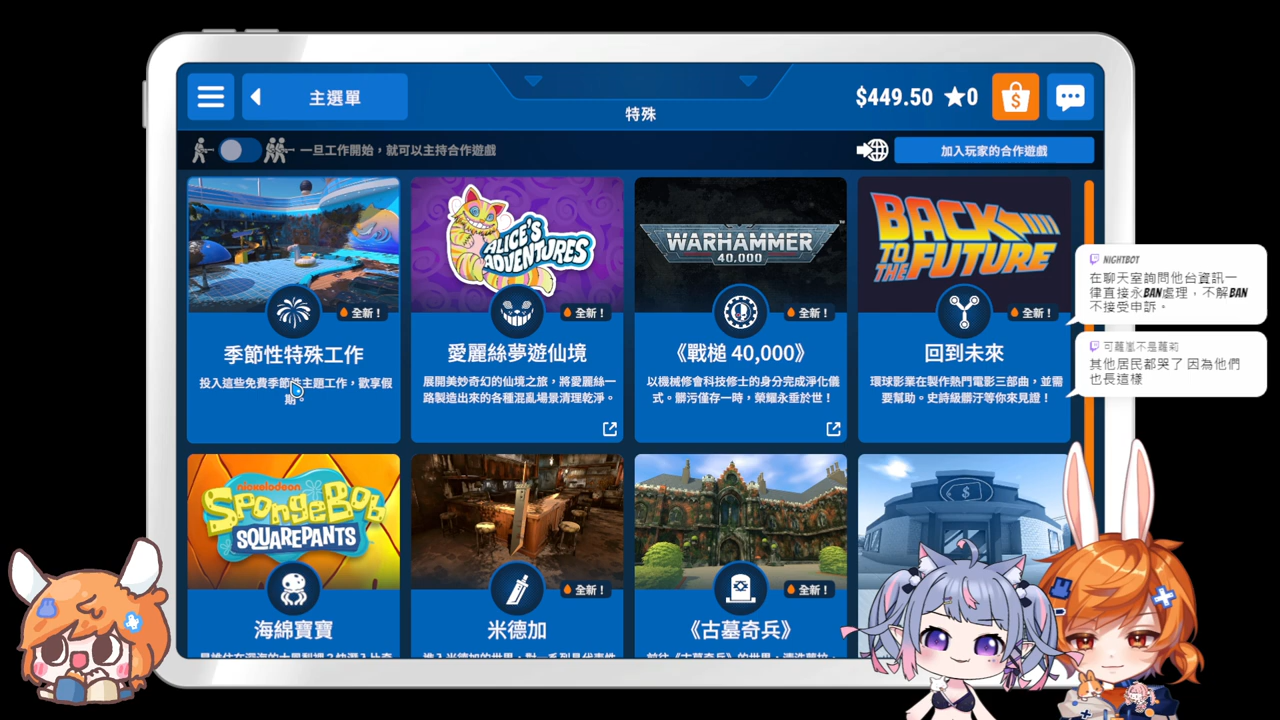 主選單
特殊
$449.50 ★0
一旦工作開始，就可以主持合作遊戲
加入玩家的合作遊戲
全新！
季節性特殊工作
投入這些免費季節性主題工作，歡享假
期。
ALICE'S
ADVENTURES
全新！
愛麗絲夢遊仙境
展開美妙奇幻的仙境之旅，將愛麗絲一
路製造出來的各種混亂場景清理乾淨。
WARHAMMER
40,000
全新！
《戰槌 40,000》
以機械修會科技修士的身分完成淨化儀
式。髒污僅存一時，榮耀永垂於世！
BACK
TO THE FUTURE
全新！
回到未來
環球影業在製作熱門電影三部曲，並需
要幫助。史詩級髒汙等你來見證！
NIGHTBOT
在聊天室詢問他台資訊一
律直接永BAN處理，不解BAN
不接受申訴。
可蘿嵐不是蘿莉
其他居民都哭了 因為他們
也長這樣
nickelodeon
SpongeBob
SQUAREPANTS
海綿寶寶
全新！
米德加
全新！
《古墓奇兵》